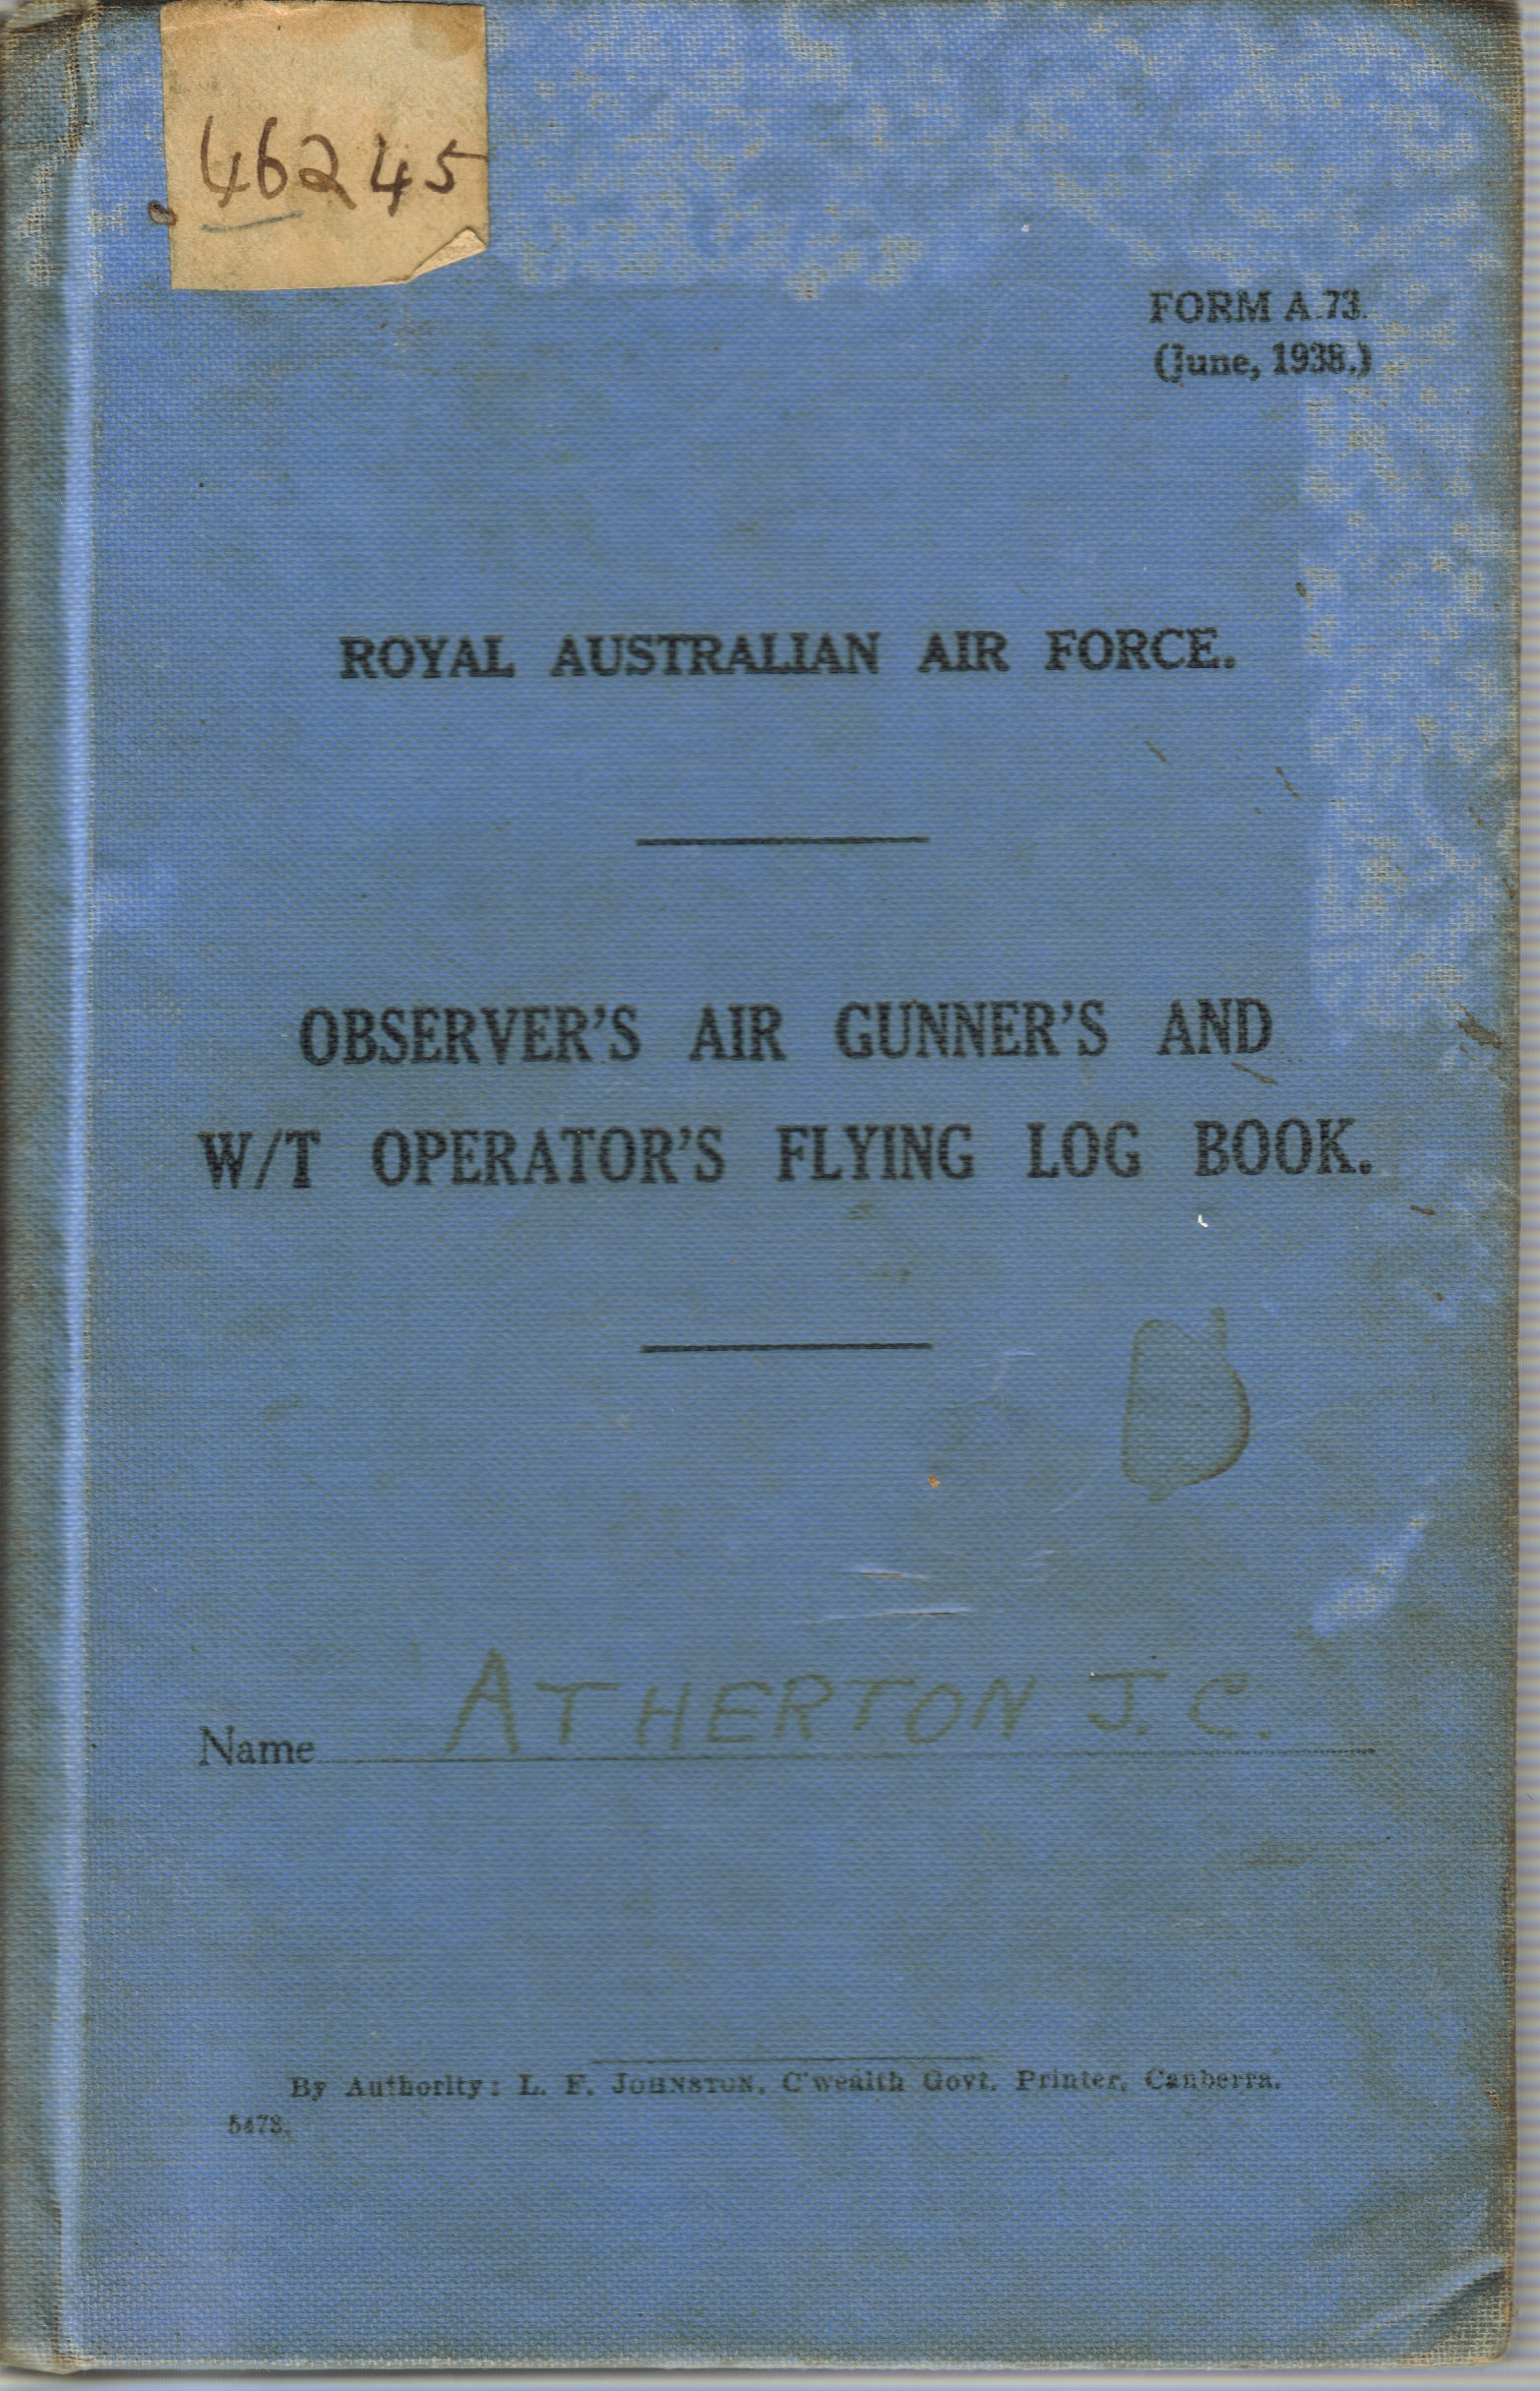 46245
FORM A.73.
(June, 1938.)
ROYAL AUSTRALIAN AIR FORCE.
OBSERVER'S AIR GUNNER'S AND
W/T OPERATOR'S FLYING LOG BOOK.
Name ATHERTON J.C.
By Authority: L. F. JOHNSTON, C'wealth Govt. Printer, Canberra.
5478.